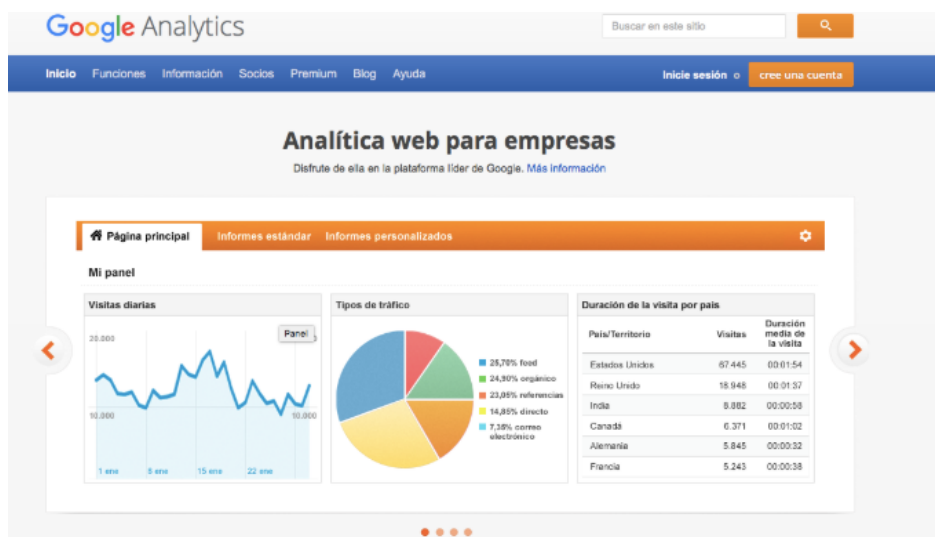 Google Analytics
Buscar en este sitio
Inicio Funciones Información Socios Premium Blog Ayuda
Inicie sesión o cree una cuenta
Analítica web para empresas
Disfrute de ella en la plataforma líder de Google. Más información
Página principal Informes estándar Informes personalizados
Mi panel
Visitas diarias
20.000
Panel
10.000 10.000
1 ene 8 ene 15 ene 22 ene
Tipos de tráfico
25,70% feed
24,90% orgánico
23,05% referencias
14,85% directo
7,35% correo
electrónico
Duración de la visita por país
País/Territorio Visitas Duración
media de
la visita
Estados Unidos 67.445 00:01:54
Reino Unido 18.948 00:01:37
India 8.882 00:00:58
Canadá 6.371 00:01:02
Alemania 5.845 00:00:32
Francia 5.243 00:00:38